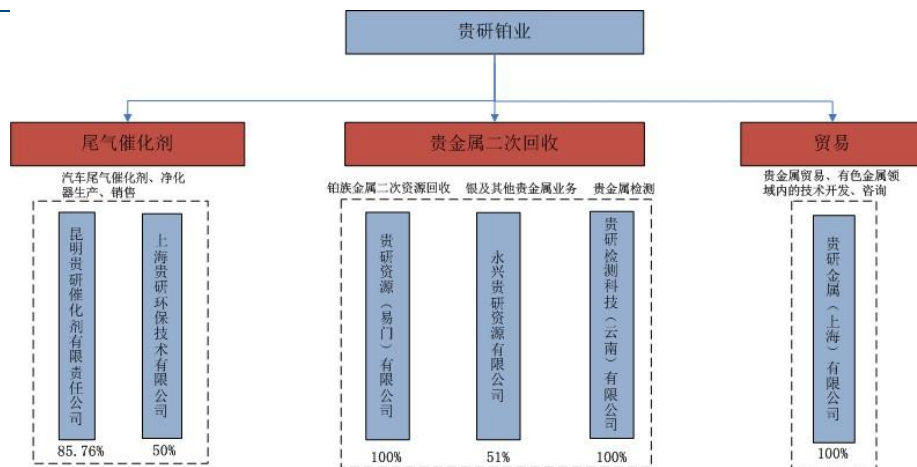 贵研铂业
尾气催化剂
贵金属二次回收
贸易
汽车尾气催化剂、净化
器生产、销售
铂族金属二次资源回收
银及其他贵金属业务
贵金属检测
贵金属贸易、有色金属领
域内的技术开发、咨询
昆明贵研催化剂有限责任公司
上海贵研环保技术有限公司
贵研资源（易门）有限公司
永兴贵研资源有限公司
贵研检测科技（云南）有限公司
贵研金属（上海）有限公司
85.76%
50%
100%
51%
100%
100%